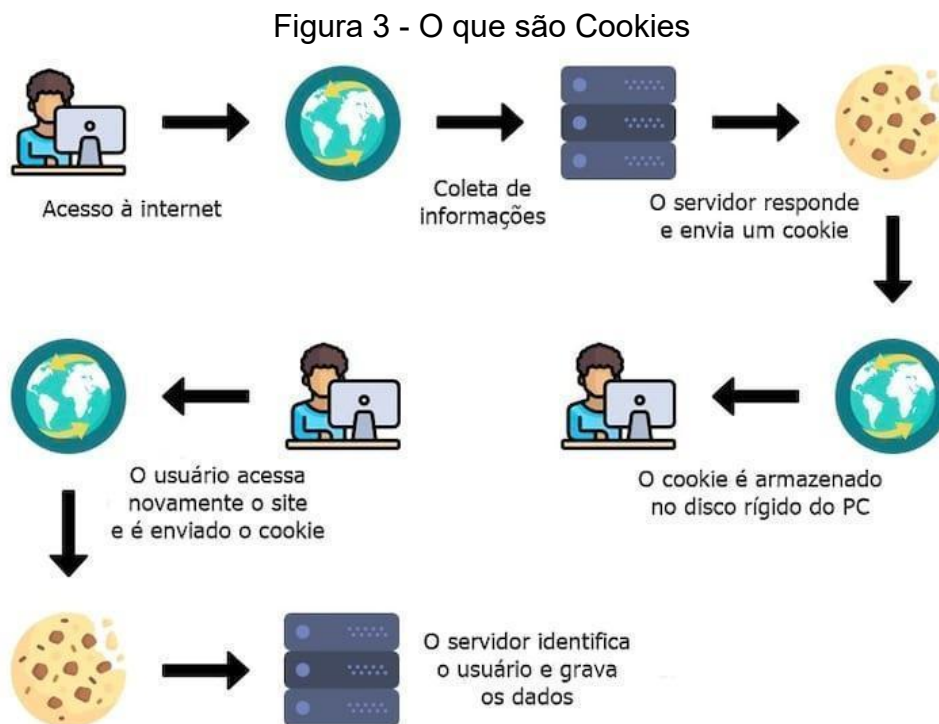 Figura 3 - O que são Cookies
Acesso à internet
Coleta de
informações
O servidor responde
e envia um cookie
O usuário acessa
novamente o site
e é enviado o cookie
O cookie é armazenado
no disco rígido do PC
O servidor identifica
o usuário e grava
os dados